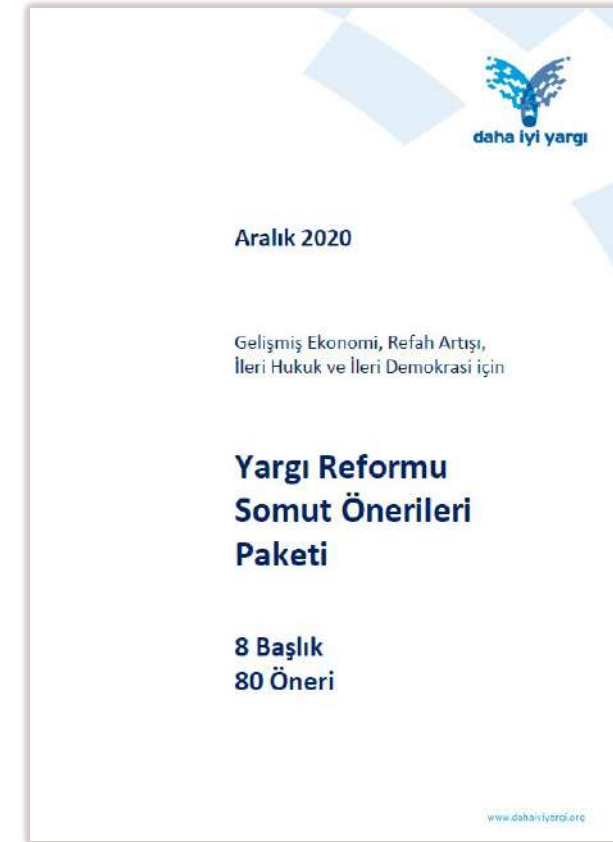 daha iyi yargı
Aralık 2020
Gelişmiş Ekonomi, Refah Artışı,
İleri Hukuk ve İleri Demokrasi için
Yargı Reformu
Somut Önerileri
Paketi
8 Başlık
80 Öneri
www.dahaiyiyargi.org